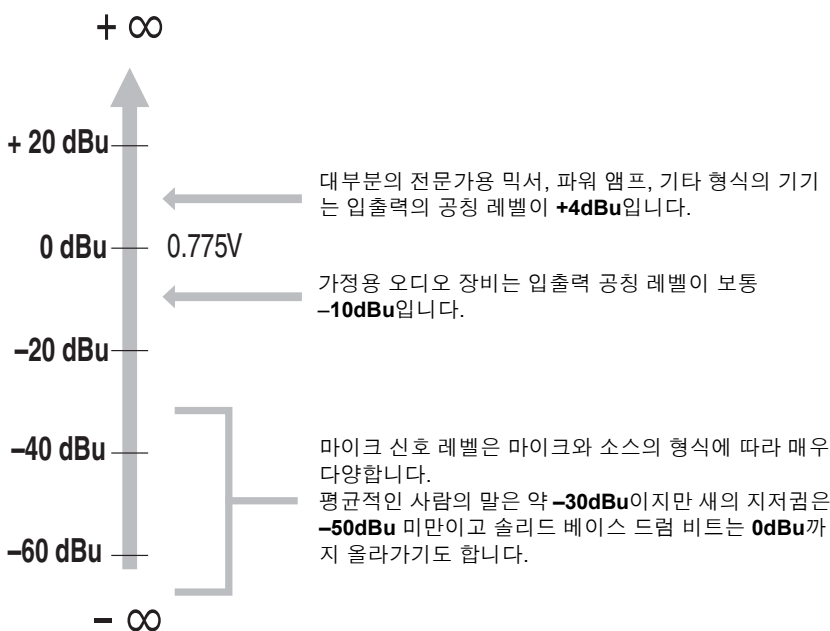 + ∞
+ 20 dBu
대부분의 전문가용 믹서, 파워 앰프, 기타 형식의 기기
는 입출력의 공칭 레벨이 +4dBu입니다.
0 dBu
0.775V
가정용 오디오 장비는 입출력 공칭 레벨이 보통
–10dBu입니다.
–20 dBu
–40 dBu
마이크 신호 레벨은 마이크와 소스의 형식에 따라 매우
다양합니다.
평균적인 사람의 말은 약 –30dBu이지만 새의 지저귐은
–50dBu 미만이고 솔리드 베이스 드럼 비트는 0dBu까
지 올라가기도 합니다.
–60 dBu
– ∞